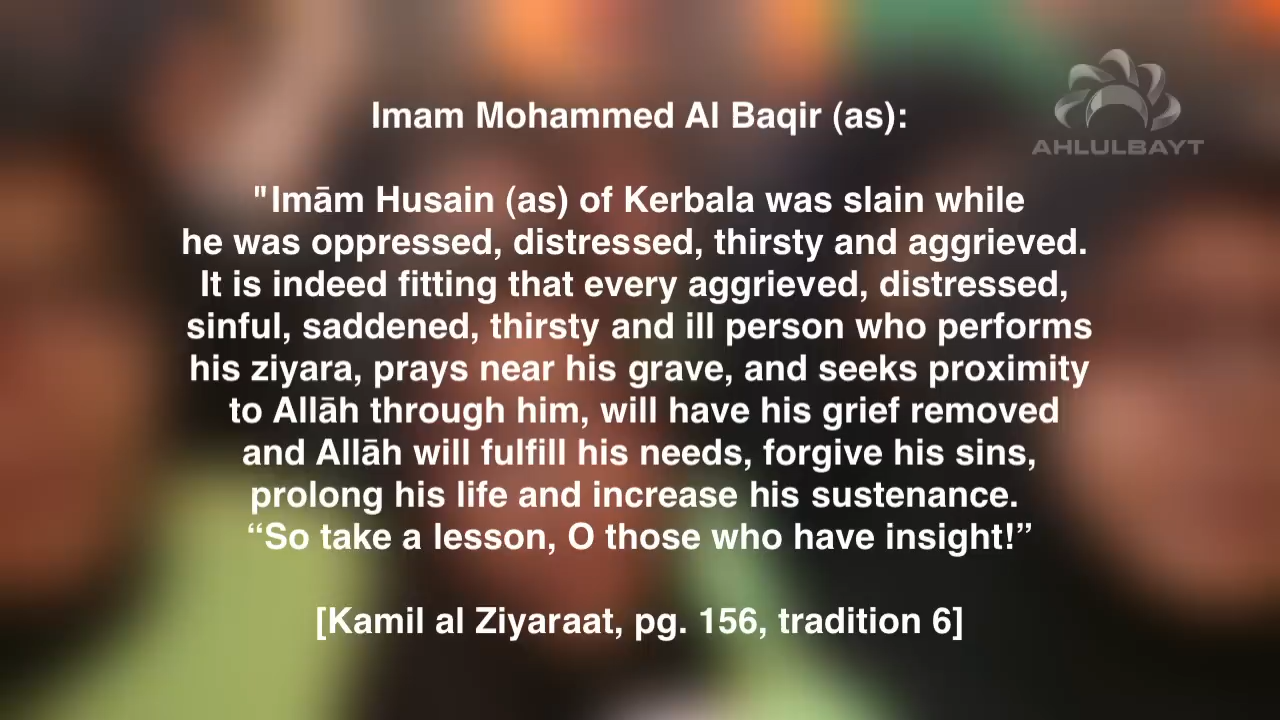 Imam Mohammed Al Baqir (as):
AHLULBAYT
"Imām Husain (as) of Kerbala was slain while
he was oppressed, distressed, thirsty and aggrieved.
It is indeed fitting that every aggrieved, distressed,
sinful, saddened, thirsty and ill person who performs
his ziyara, prays near his grave, and seeks proximity
to Allāh through him, will have his grief removed
and Allāh will fulfill his needs, forgive his sins,
prolong his life and increase his sustenance.
“So take a lesson, O those who have insight!”
[Kamil al Ziyaraat, pg. 156, tradition 6]